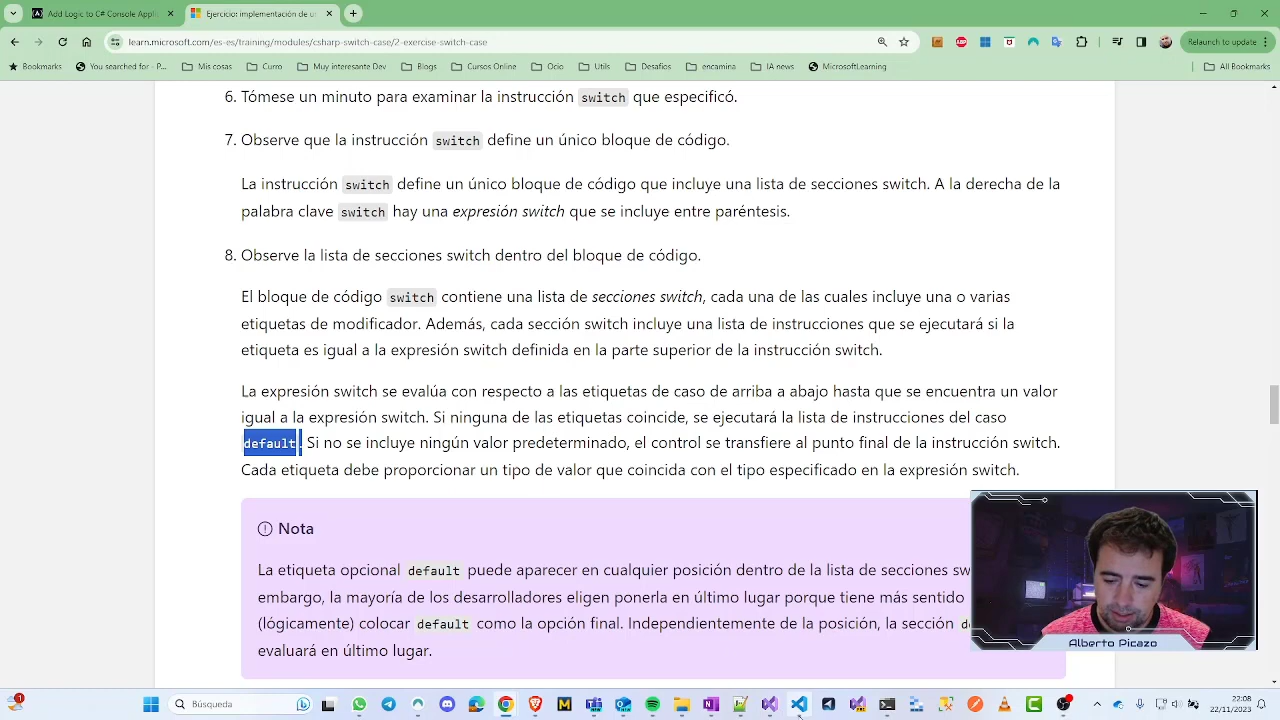 Add Logic to C# Console Applic
Ejercicio: implementación de u
learn.microsoft.com/es-es/training/modules/csharp-switch-case/2-exercise-switch-case
Relaunch to update
Bookmarks
You searched for - P...
Mis cosas
Curro
Muy interesante Dev
Blogs
Cursos Online
Ocio
Utils
Desafios
encamina
IA news
MicrosoftLearning
All Bookmarks
6. Tómese un minuto para examinar la instrucción switch que especificó.
7. Observe que la instrucción switch define un único bloque de código.
La instrucción switch define un único bloque de código que incluye una lista de secciones switch. A la derecha de la
palabra clave switch hay una expresión switch que se incluye entre paréntesis.
8. Observe la lista de secciones switch dentro del bloque de código.
El bloque de código switch contiene una lista de secciones switch, cada una de las cuales incluye una o varias
etiquetas de modificador. Además, cada sección switch incluye una lista de instrucciones que se ejecutará si la
etiqueta es igual a la expresión switch definida en la parte superior de la instrucción switch.
La expresión switch se evalúa con respecto a las etiquetas de caso de arriba a abajo hasta que se encuentra un valor
igual a la expresión switch. Si ninguna de las etiquetas coincide, se ejecutará la lista de instrucciones del caso
default. Si no se incluye ningún valor predeterminado, el control se transfiere al punto final de la instrucción switch.
Cada etiqueta debe proporcionar un tipo de valor que coincida con el tipo especificado en la expresión switch.
Nota
La etiqueta opcional default puede aparecer en cualquier posición dentro de la lista de secciones sw
embargo, la mayoría de los desarrolladores eligen ponerla en último lugar porque tiene más sentido
(lógicamente) colocar default como la opción final. Independientemente de la posición, la sección de
evaluará en último lugar.
Alberto Picazo
Búsqueda
22:08
22/11/2023